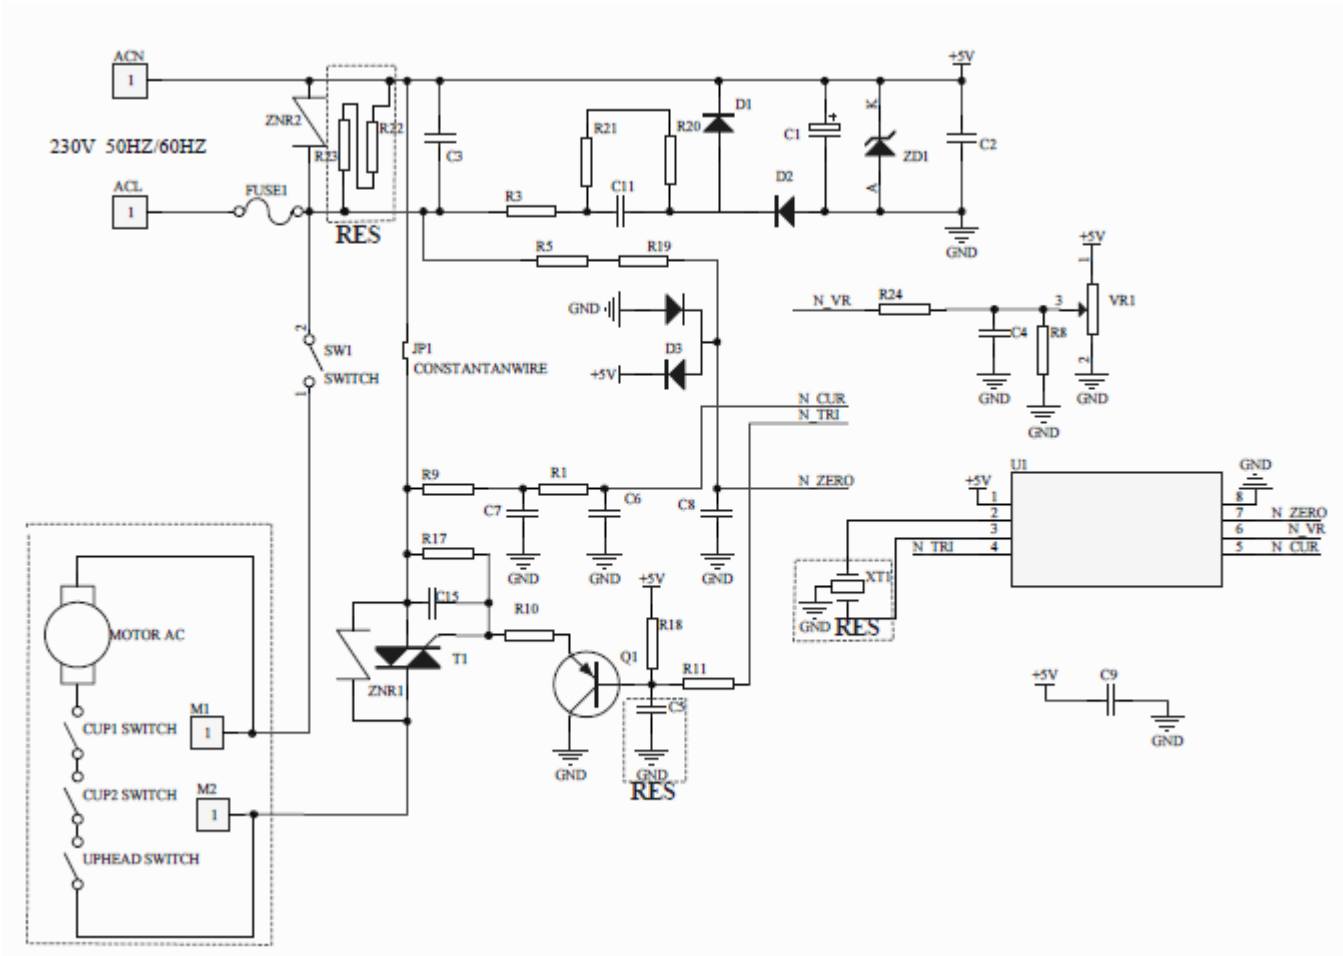 ACN
1
230V 50HZ/60HZ
ACL
1
FUSE1
ZNR2
R23
R22
RES
C3
R3
R21
C11
R20
D1
D2
C1
+
K
ZD1
A
+5V
C2
GND
R5
R19
GND
D3
+5V
N_VR
R24
C4
R8
3
+5V
1
VR1
2
GND
GND
GND
2
SW1
SWITCH
1
JP1
CONSTANTANWIRE
N_CUR
N_TRI
N_ZERO
R9
R1
C7
C6
C8
GND
GND
GND
R17
C15
R10
T1
ZNR1
Q1
+5V
R18
R11
C5
GND
GND
RES
U1
+5V
1
2
3
N_TRI
4
GND
8
7
N_ZERO
6
N_VR
5
N_CUR
XT1
GND
RES
+5V
C9
GND
MOTOR AC
M1
1
CUP1 SWITCH
M2
1
CUP2 SWITCH
UPHEAD SWITCH